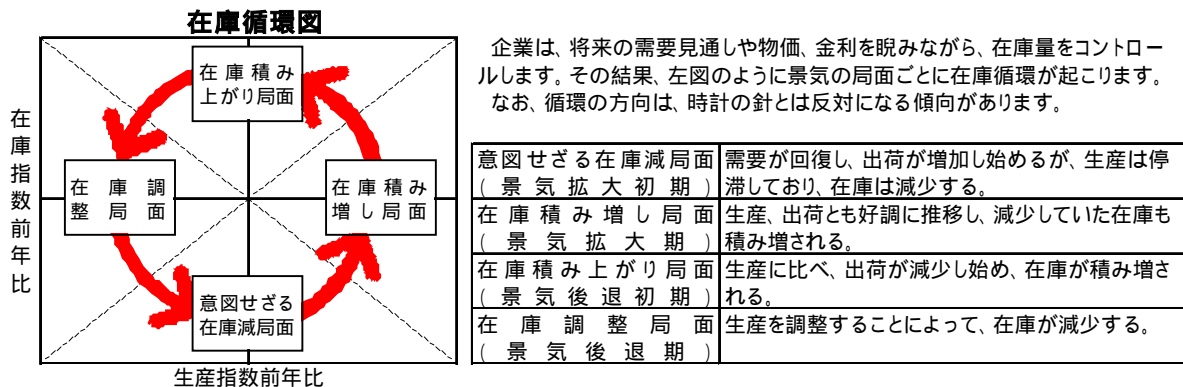 在庫循環図
在庫積み
上がり局面
在庫調
整局面
在庫積み
増し局面
意図せざる
在庫減局面
在庫指数前年比
生産指数前年比
企業は、将来の需要見通しや物価、金利を睨みながら、在庫量をコントロー
ルします。その結果、左図のように景気の局面ごとに在庫循環が起こります。
なお、循環の方向は、時計の針とは反対になる傾向があります。
意図せざる在庫減局面
(景気拡大初期)
需要が回復し、出荷が増加し始めるが、生産は停
滞しており、在庫は減少する。
在庫積み増し局面
(景気拡大期)
生産、出荷とも好調に推移し、減少していた在庫も
積み増される。
在庫積み上がり局面
(景気後退初期)
生産に比べ、出荷が減少し始め、在庫が積み増さ
れる。
在庫調整局面
(景気後退期)
生産を調整することによって、在庫が減少する。